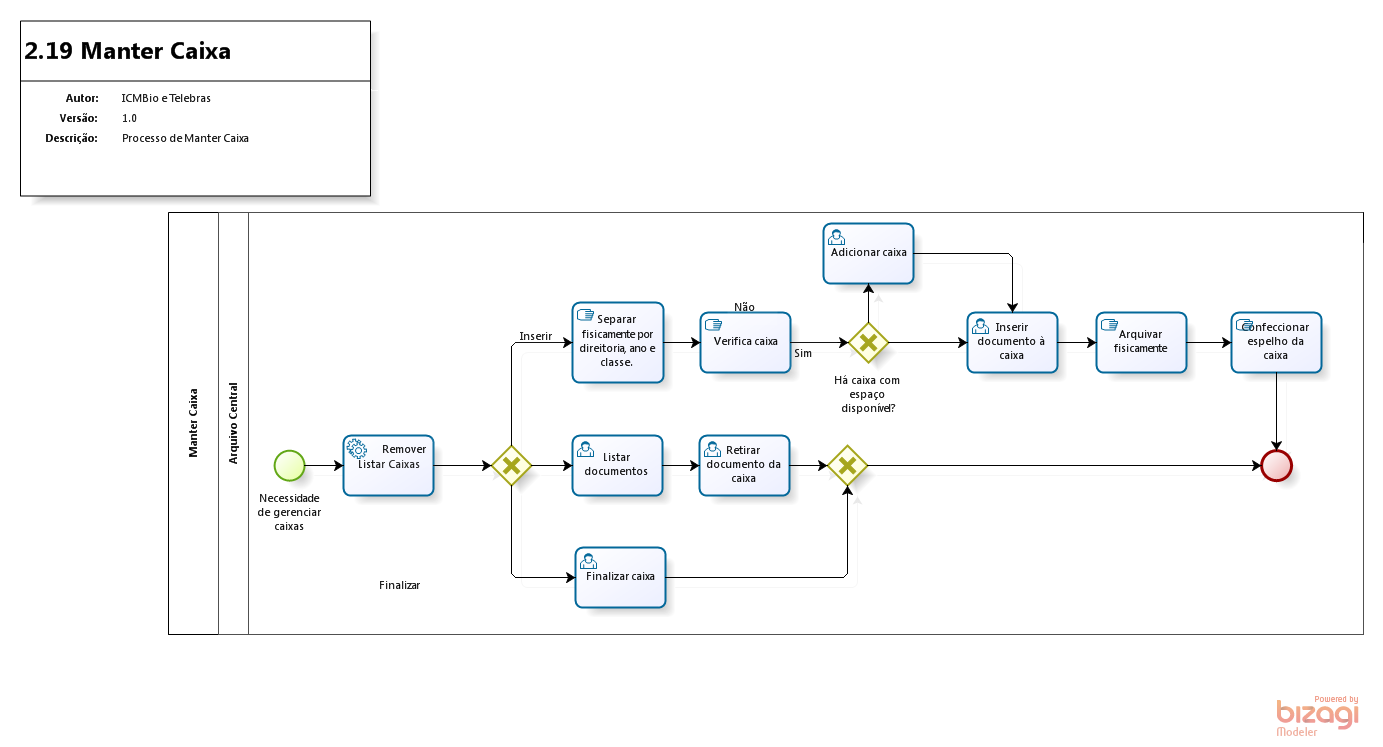 2.19 Manter Caixa
Autor: ICMBio e Telebras
Versão: 1.0
Descrição: Processo de Manter Caixa
Manter Caixa
Arquivo Central
Necessidade
de gerenciar
caixas
Remover
Listar Caixas
Inserir
Finalizar
Separar
fisicamente por
direitoria, ano e
classe.
Não
Verifica caixa
Sim
Adicionar caixa
Há caixa com
espaço
disponível?
Inserir
documento à
caixa
Arquivar
fisicamente
Confeccionar
espelho da
caixa
Listar
documentos
Retirar
documento da
caixa
Finalizar caixa
Powered by
bizagi
Modeler